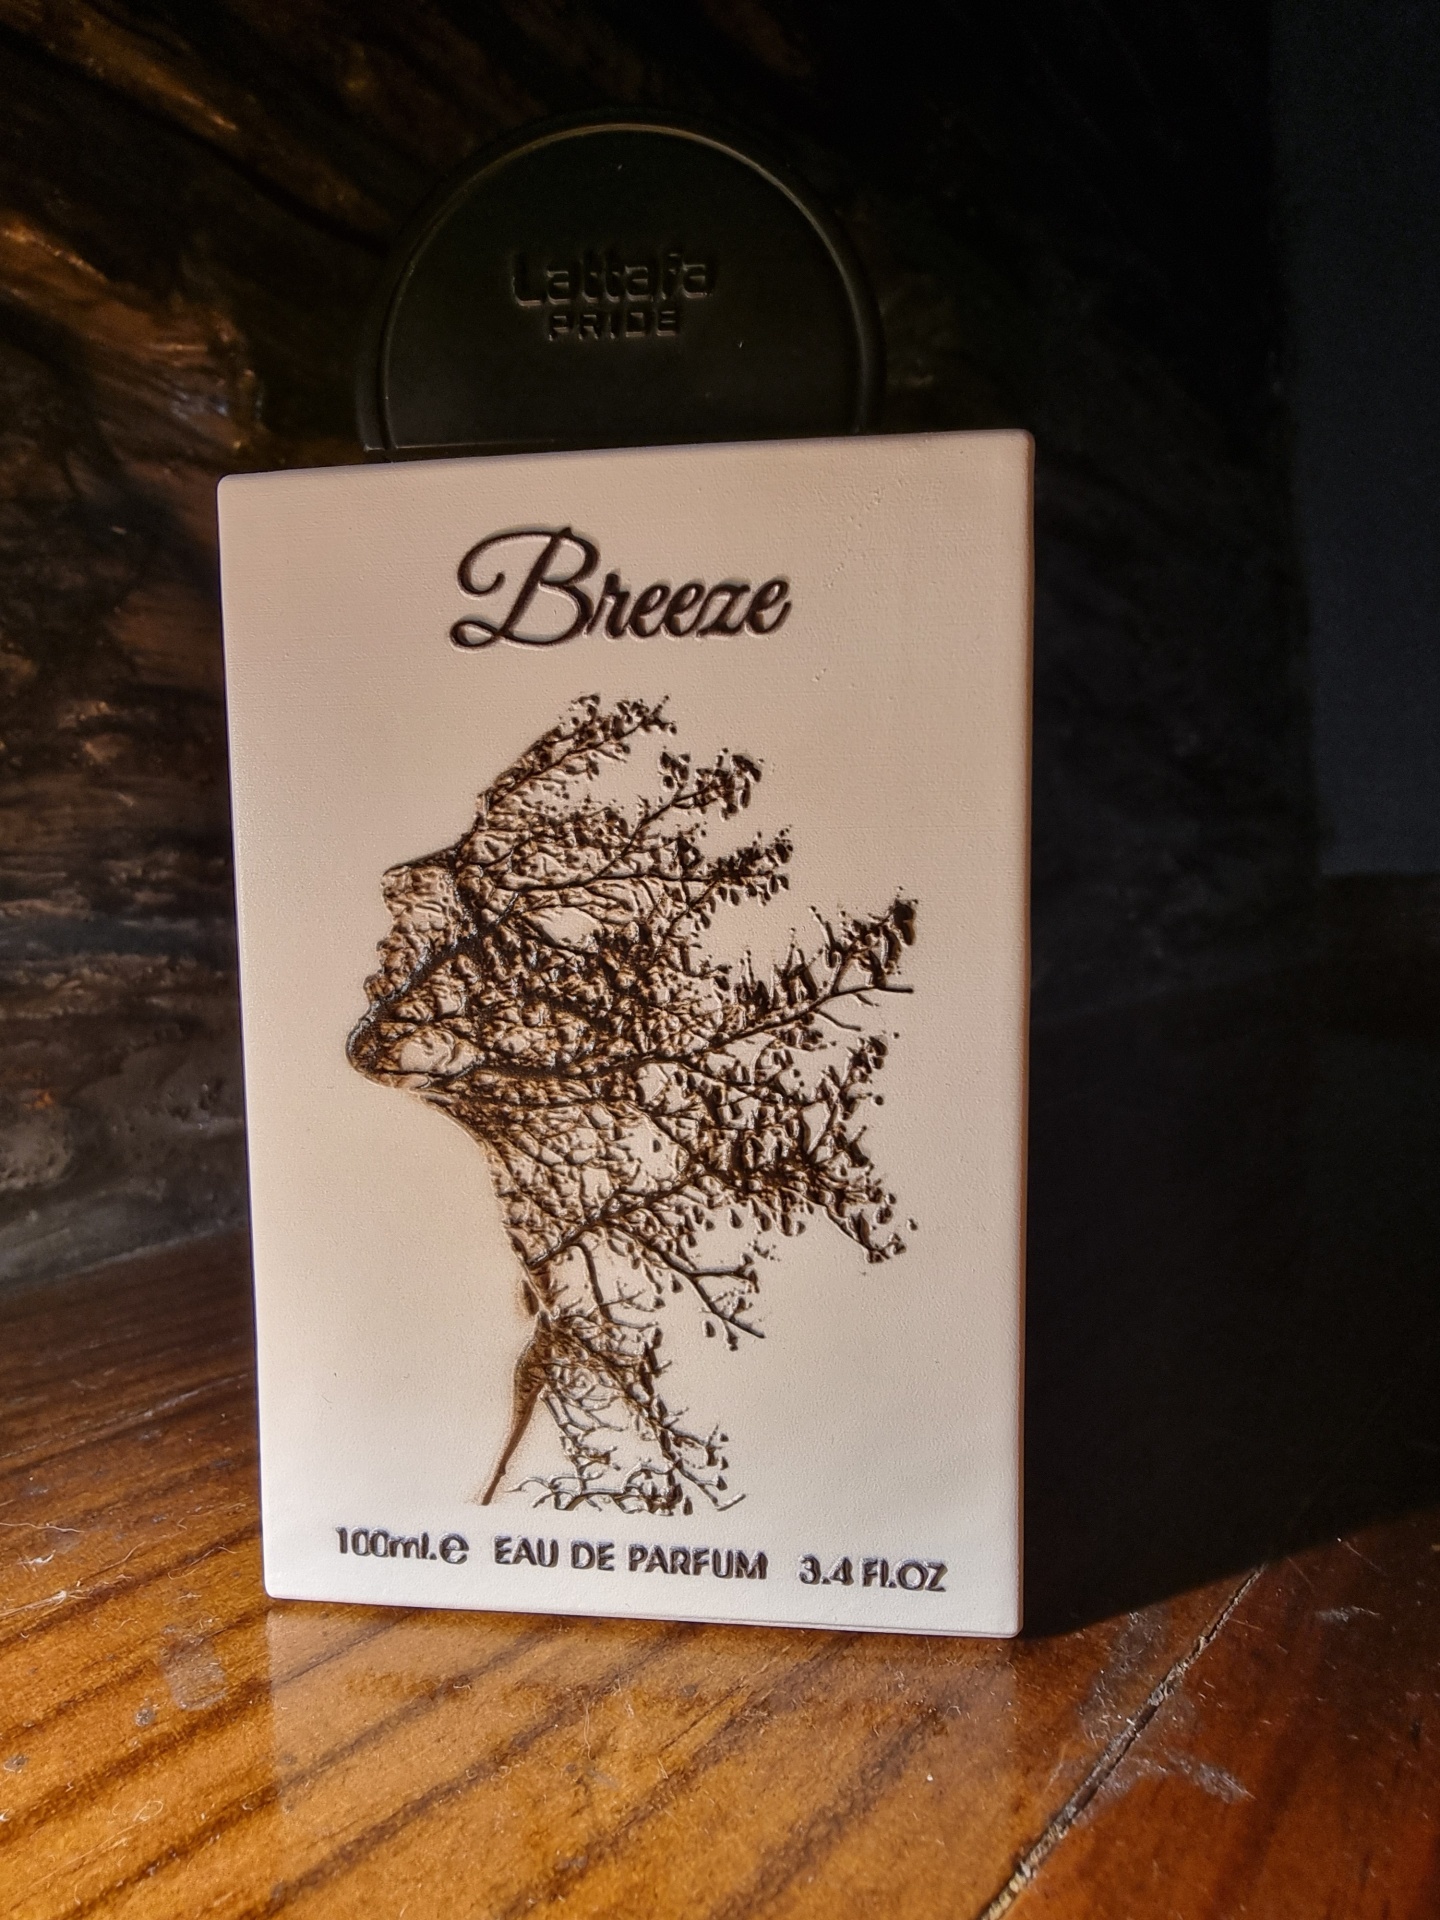 Lattafa
PRIDE
Breeze
100ml.e EAU DE PARFUM 3.4 Fl.OZ